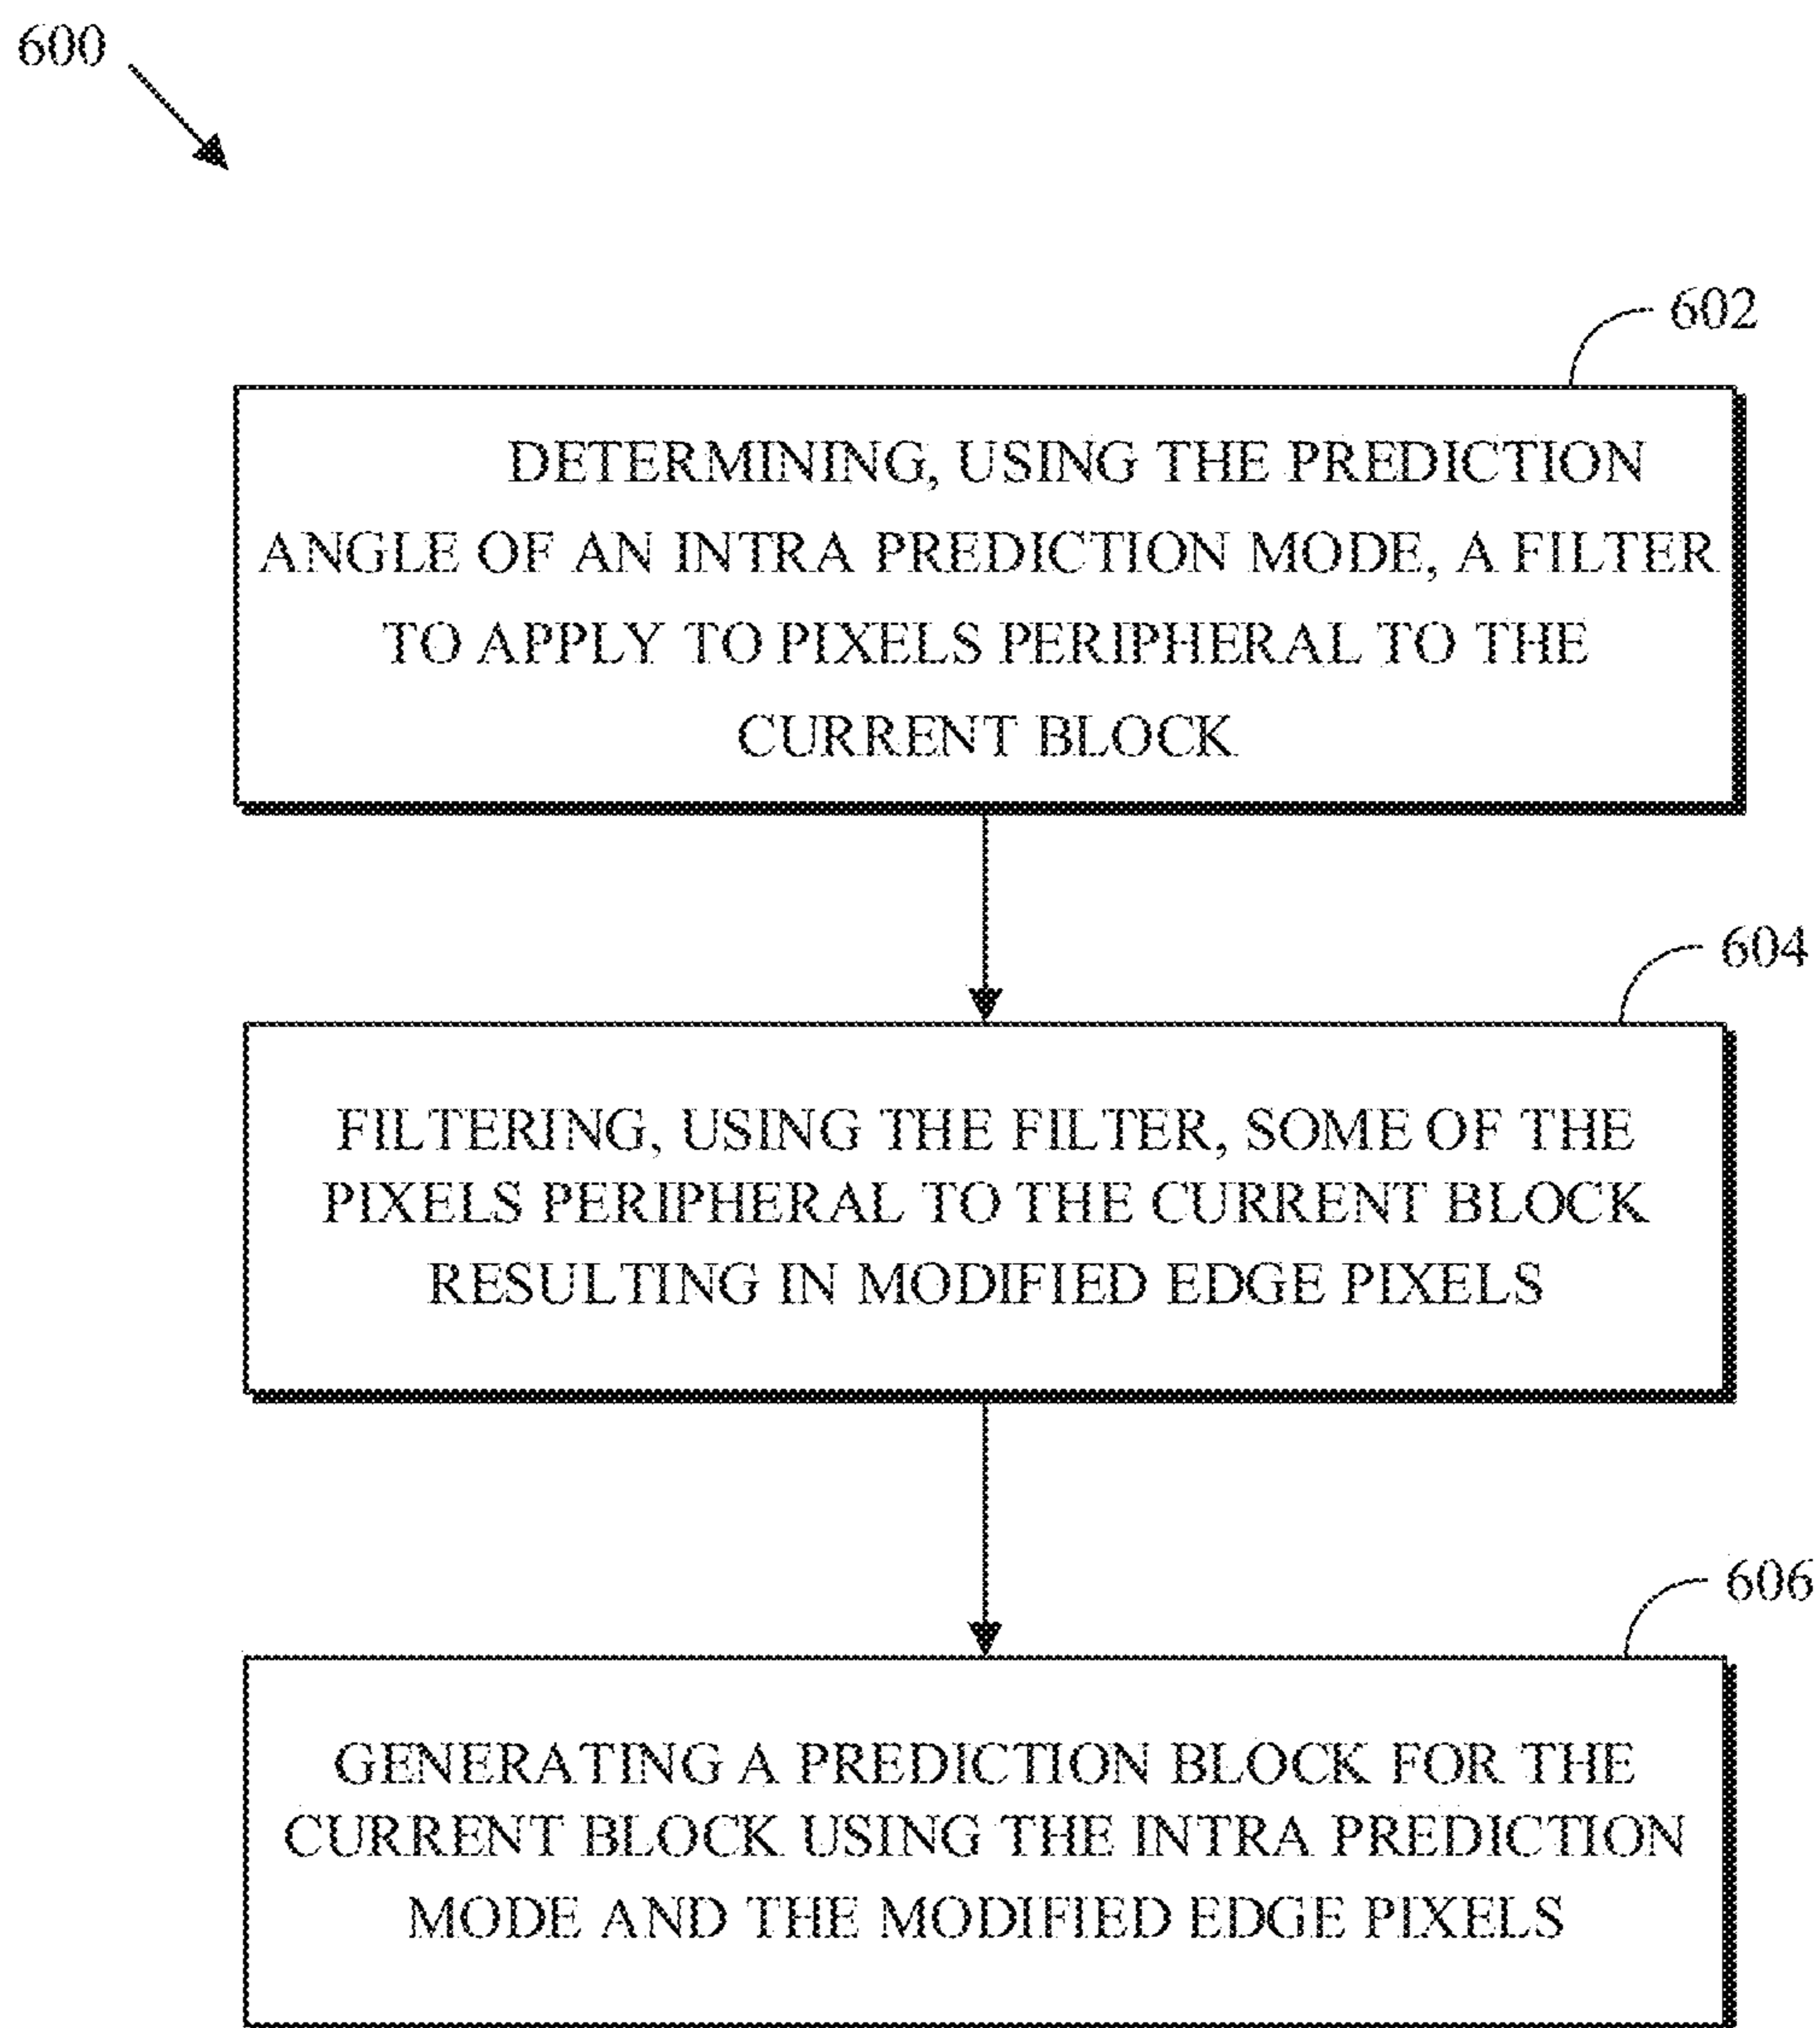 600
602
DETERMINING, USING THE PREDICTION
ANGLE OF AN INTRA PREDICTION MODE, A FILTER
TO APPLY TO PIXELS PERIPHERAL TO THE
CURRENT BLOCK
604
FILTERING, USING THE FILTER, SOME OF THE
PIXELS PERIPHERAL TO THE CURRENT BLOCK
RESULTING IN MODIFIED EDGE PIXELS
606
GENERATING A PREDICTION BLOCK FOR THE
CURRENT BLOCK USING THE INTRA PREDICTION
MODE AND THE MODIFIED EDGE PIXELS